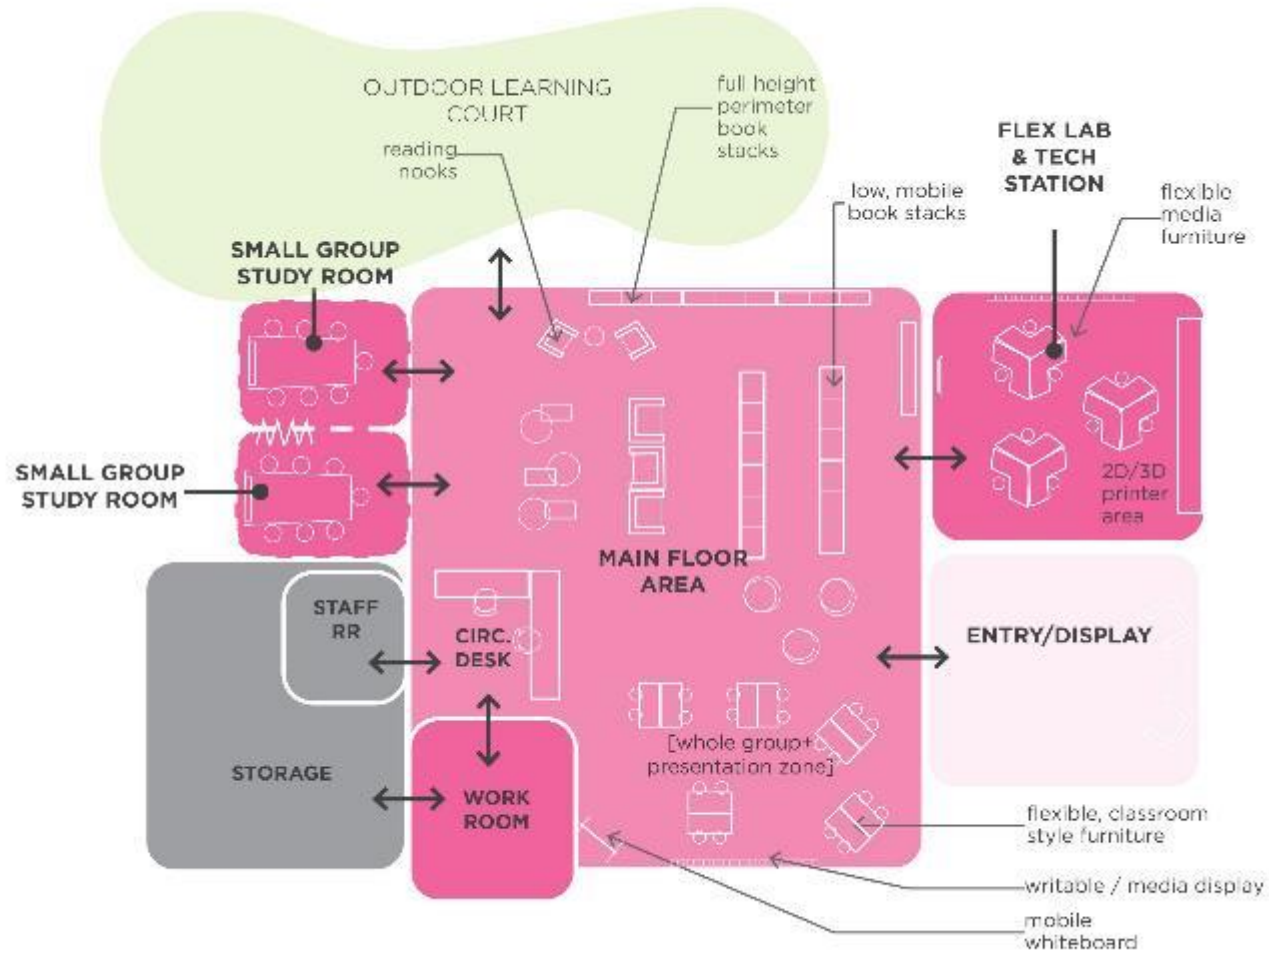 OUTDOOR LEARNING
COURT
reading
nooks
full height
perimeter
book
stacks
FLEX LAB
& TECH
STATION
low, mobile
book stacks
flexible
media
furniture
SMALL GROUP
STUDY ROOM
SMALL GROUP
STUDY ROOM
2D/3D
printer
area
MAIN FLOOR
AREA
STAFF
RR
CIRC.
DESK
ENTRY/DISPLAY
[whole group+
presentation zone]
STORAGE
WORK
ROOM
flexible, classroom
style furniture
writable / media display
mobile
whiteboard